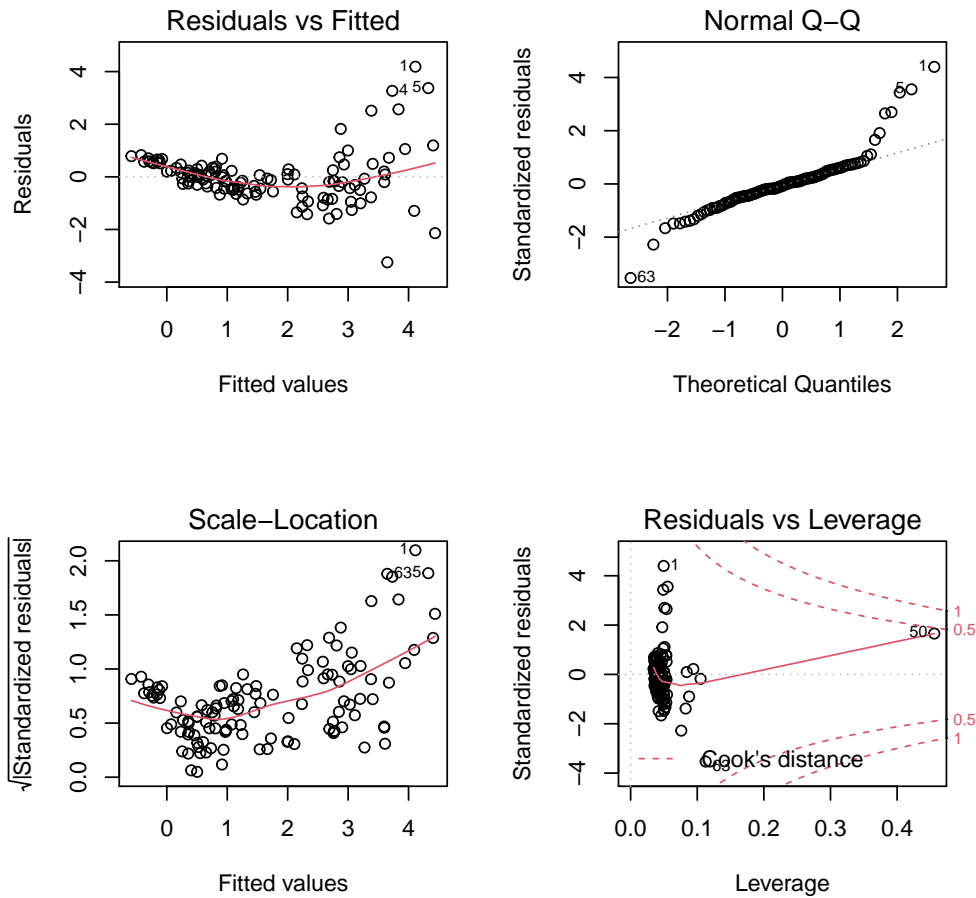 Residuals vs Fitted
Residuals
4
2
0
−2
−4
1
4
5
0 1 2 3 4
Fitted values
Normal Q−Q
Standardized residuals
4
2
0
−2
1
5
63
−2 −1 0 1 2
Theoretical Quantiles
Scale−Location
√|Standardized residuals|
2.0
1.5
1.0
0.5
0.0
1
63
5
0 1 2 3 4
Fitted values
Residuals vs Leverage
Standardized residuals
4
2
0
−2
−4
1
50
63
1
0.5
0.5
1
Cook's distance
0.0 0.1 0.2 0.3 0.4
Leverage